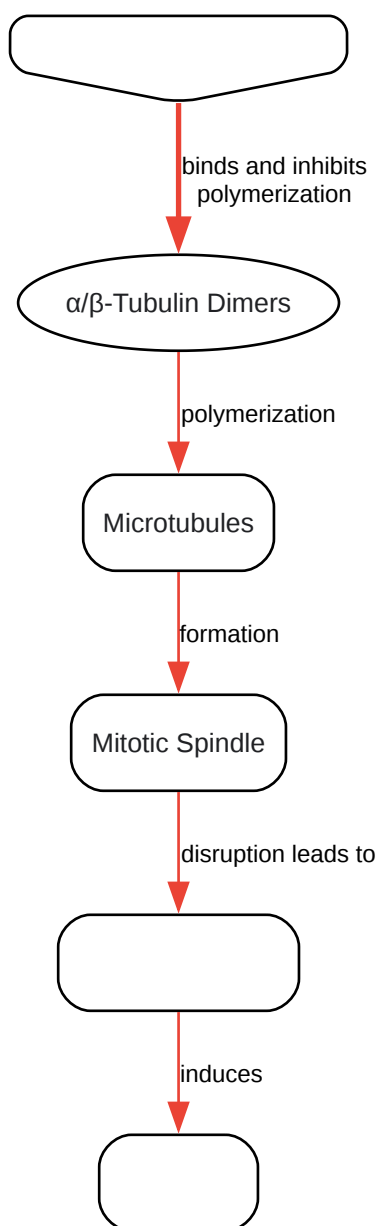 binds and inhibits
polymerization
α/β-Tubulin Dimers
polymerization
Microtubules
formation
Mitotic Spindle
disruption leads to
induces